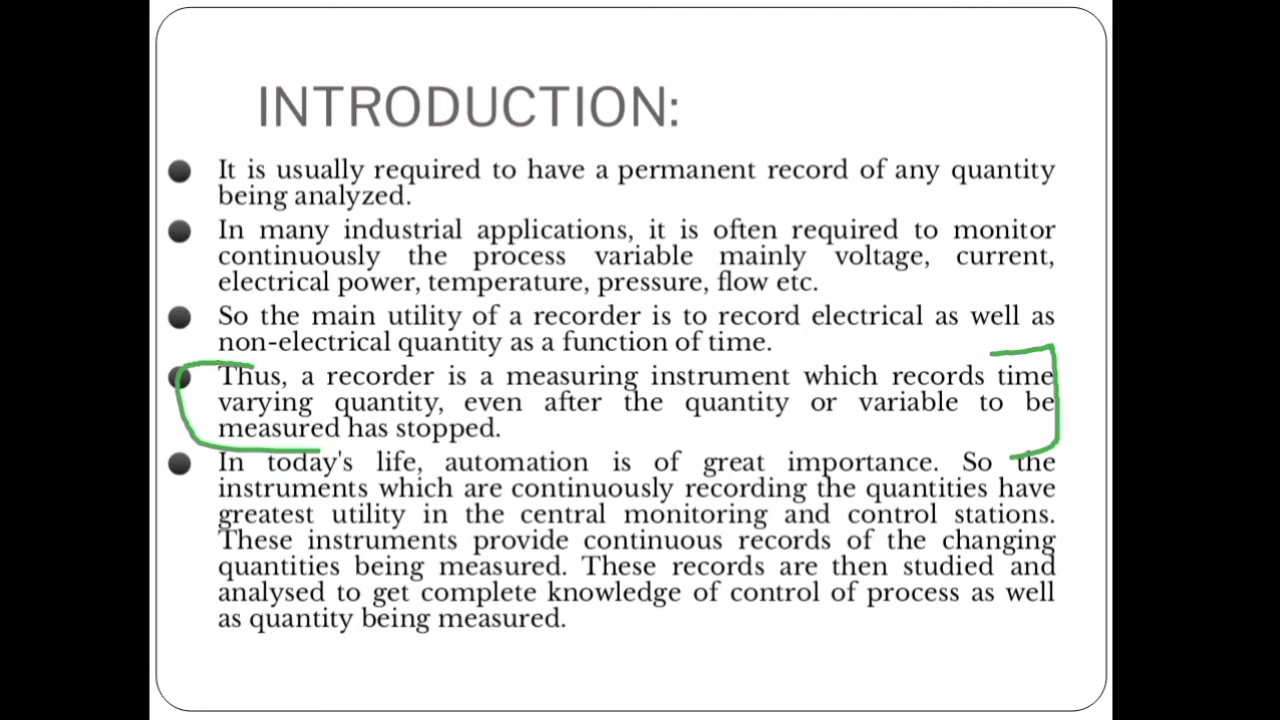 INTRODUCTION:
It is usually required to have a permanent record of any quantity
being analyzed.
In many industrial applications, it is often required to monitor
continuously the process variable mainly voltage, current,
electrical power, temperature, pressure, flow etc.
So the main utility of a recorder is to record electrical as well as
non-electrical quantity as a function of time.
Thus, a recorder is a measuring instrument which records time
varying quantity, even after the quantity or variable to be
measured has stopped.
In today's life, automation is of great importance. So the
instruments which are continuously recording the quantities have
greatest utility in the central monitoring and control stations.
These instruments provide continuous records of the changing
quantities being measured. These records are then studied and
analysed to get complete knowledge of control of process as well
as quantity being measured.